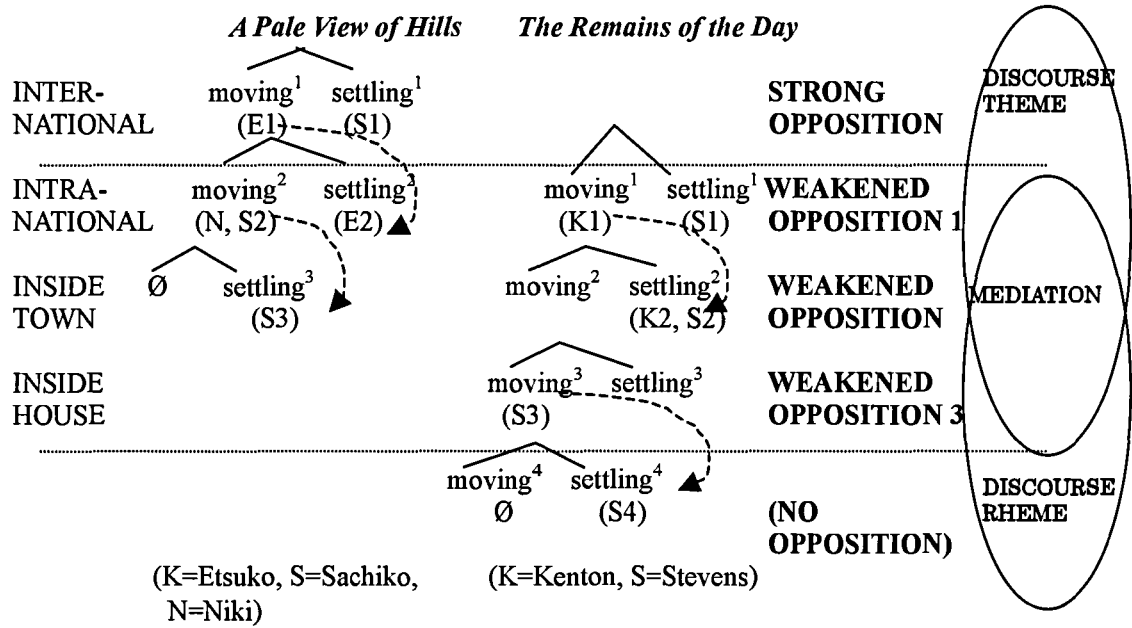 A Pale View of Hills The Remains of the Day
INTER- moving¹ settling¹ STRONG DISCOURSE
NATIONAL (E1) (S1) OPPOSITION THEME
INTRA- moving² settling² moving¹ settling¹ WEAKENED
NATIONAL (N, S2) (E2) (K1) (S1) OPPOSITION 1
INSIDE Ø settling³ moving² settling² WEAKENED MEDIATION
TOWN (S3) (K2, S2) OPPOSITION
INSIDE moving³ settling³ WEAKENED
HOUSE (S3) OPPOSITION 3
moving⁴ settling⁴ DISCOURSE
Ø (S4) (NO RHEME
OPPOSITION)
(K=Etsuko, S=Sachiko, (K=Kenton, S=Stevens)
N=Niki)